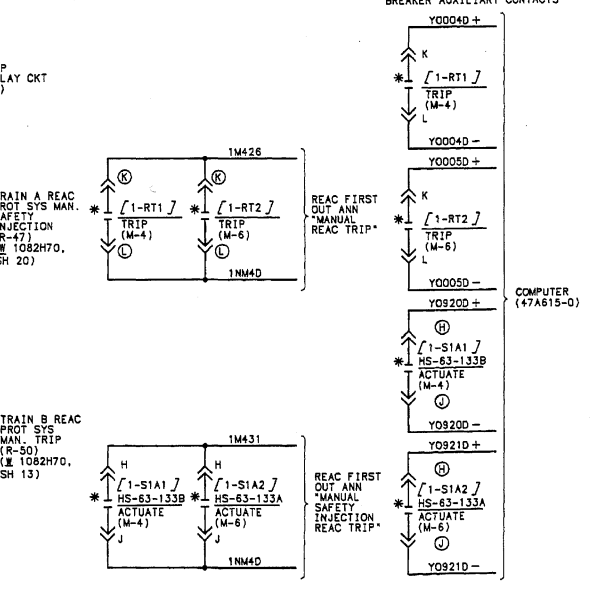 BREAKER AUXILIARY CONTACTS
Y0004D +
K
* [1-RT1]
TRIP
(M-4)
L
Y0004D −
P
LAY CKT
)
1M426
K K
RAIN A REAC
ROT SYS MAN.
AFETY
NJECTION
R-47)
W 1082H70,
SH 20)
* [1-RT1] * [1-RT2]
TRIP TRIP
(M-4) (M-6)
L L
1NM4D
REAC FIRST
OUT ANN
"MANUAL
REAC TRIP"
Y0005D +
K
* [1-RT2]
TRIP
(M-6)
L
Y0005D −
COMPUTER
(47A615-0)
Y0920D +
H
[1-S1A1]
* HS-63-133B
ACTUATE
(M-4)
J
Y0920D −
TRAIN B REAC
PROT SYS
MAN. TRIP
(R-50)
(W 1082H70,
SH 13)
1M431
H H
[1-S1A1] [1-S1A2]
* HS-63-133B * HS-63-133A
ACTUATE ACTUATE
(M-4) (M-6)
J J
1NM4D
REAC FIRST
OUT ANN
"MANUAL
SAFETY
INJECTION
REAC TRIP"
Y0921D +
H
[1-S1A2]
* HS-63-133A
ACTUATE
(M-6)
J
Y0921D −